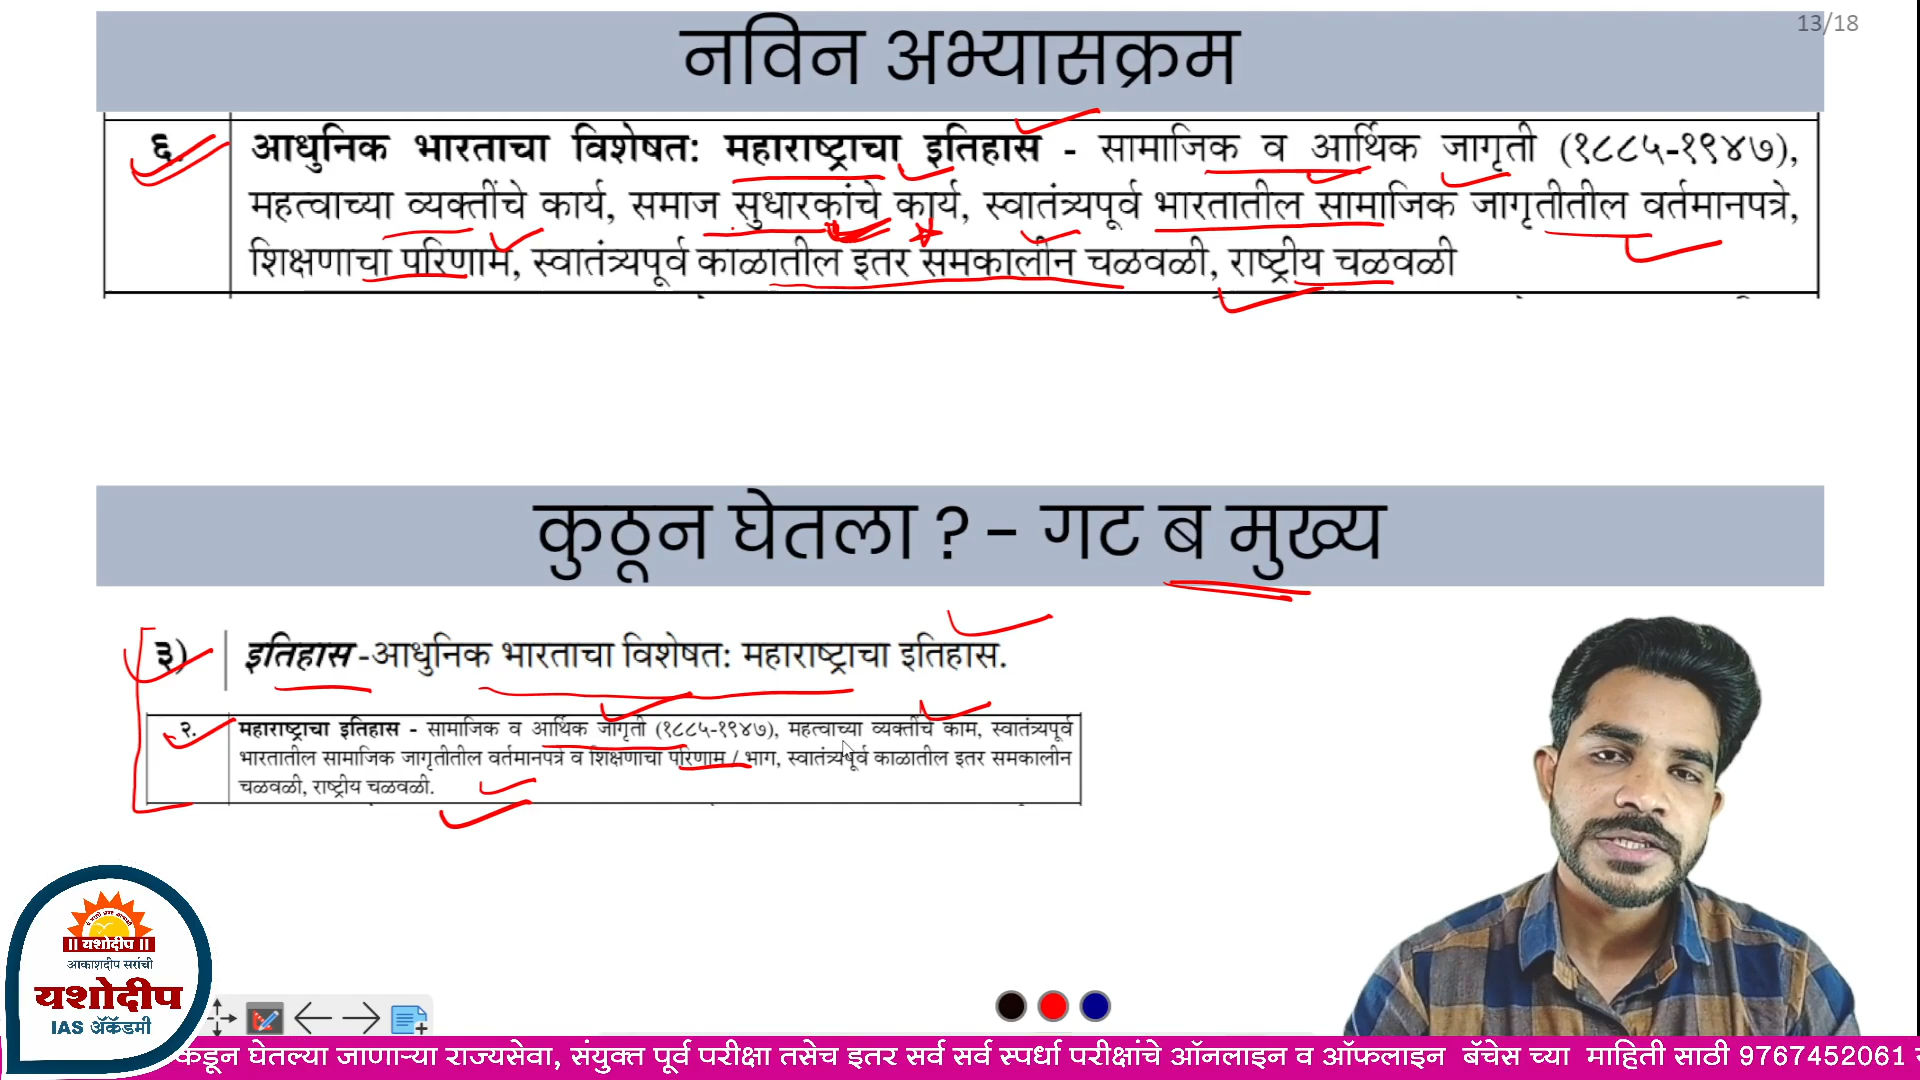 13/18
नविन अभ्यासक्रम
६. आधुनिक भारताचा विशेषत: महाराष्ट्राचा इतिहास - सामाजिक व आर्थिक जागृती (१८८५-१९४७),
महत्वाच्या व्यक्तींचे कार्य, समाज सुधारकांचे कार्य, स्वातंत्र्यपूर्व भारतातील सामाजिक जागृतीतील वर्तमानपत्रे,
शिक्षणाचा परिणाम, स्वातंत्र्यपूर्व काळातील इतर समकालीन चळवळी, राष्ट्रीय चळवळी
कुठून घेतला ? - गट ब मुख्य
३) इतिहास -आधुनिक भारताचा विशेषत: महाराष्ट्राचा इतिहास.
२. महाराष्ट्राचा इतिहास - सामाजिक व आर्थिक जागृती (१८८५-१९४७), महत्वाच्या व्यक्तींचे काम, स्वातंत्र्यपूर्व
भारतातील सामाजिक जागृतीतील वर्तमानपत्रे व शिक्षणाचा परिणाम / भाग, स्वातंत्र्यपूर्व काळातील इतर समकालीन
चळवळी, राष्ट्रीय चळवळी.
॥ यशोदीप ॥
आकाशदीप सरांची
यशोदीप
IAS ॲकॅडमी
कडून घेतल्या जाणाऱ्या राज्यसेवा, संयुक्त पूर्व परीक्षा तसेच इतर सर्व सर्व स्पर्धा परीक्षांचे ऑनलाइन व ऑफलाइन बॅचेस च्या माहिती साठी 9767452061